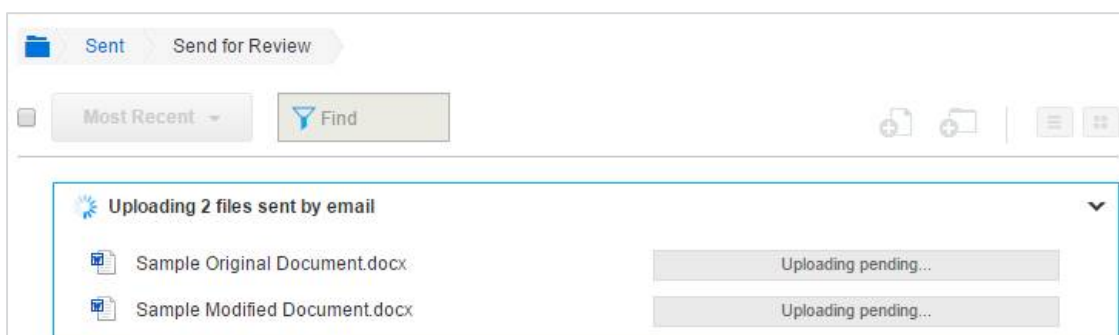 Sent Send for Review
Most Recent Find
Uploading 2 files sent by email
Sample Original Document.docx Uploading pending...
Sample Modified Document.docx Uploading pending...